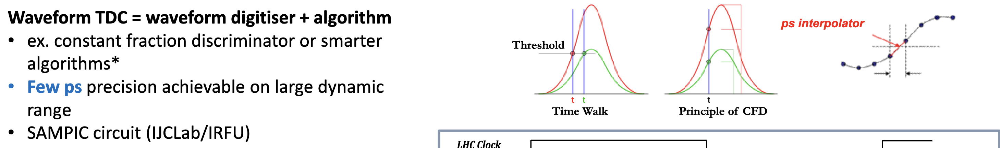 Waveform TDC = waveform digitiser + algorithm
• ex. constant fraction discriminator or smarter
algorithms*
• Few ps precision achievable on large dynamic
range
• SAMPIC circuit (IJCLab/IRFU)
Threshold
t t
Time Walk
t
Principle of CFD
ps interpolator
LHC Clock